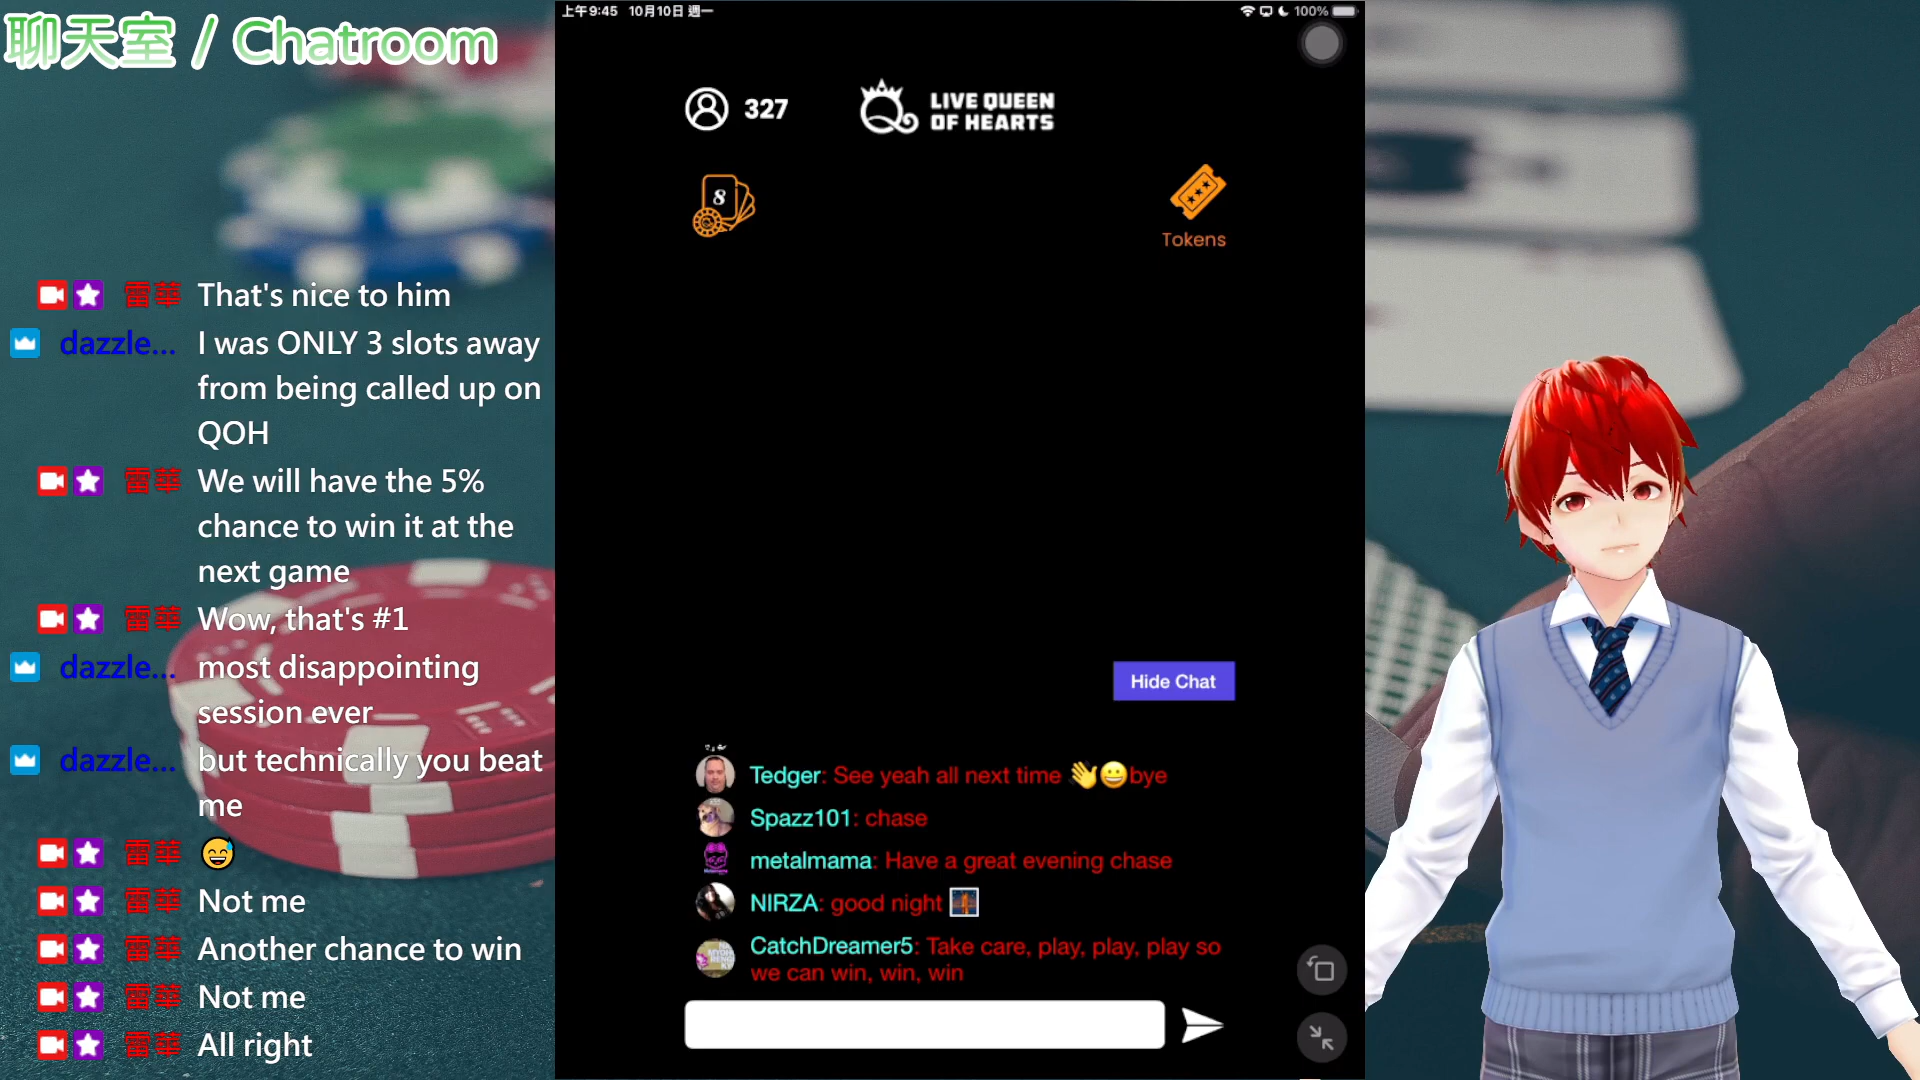 聊天室 / Chatroom
雷華 That's nice to him
dazzle... I was ONLY 3 slots away
from being called up on
QOH
雷華 We will have the 5%
chance to win it at the
next game
雷華 Wow, that's #1
dazzle... most disappointing
session ever
dazzle... but technically you beat
me
雷華 😅
雷華 Not me
雷華 Another chance to win
雷華 Not me
雷華 All right
上午9:45 10月10日 週一
100%
327
LIVE QUEEN
OF HEARTS
8
Tokens
Hide Chat
Tedger: See yeah all next time 👋😀bye
Spazz101: chase
metalmama: Have a great evening chase
NIRZA: good night
CatchDreamer5: Take care, play, play, play so
we can win, win, win